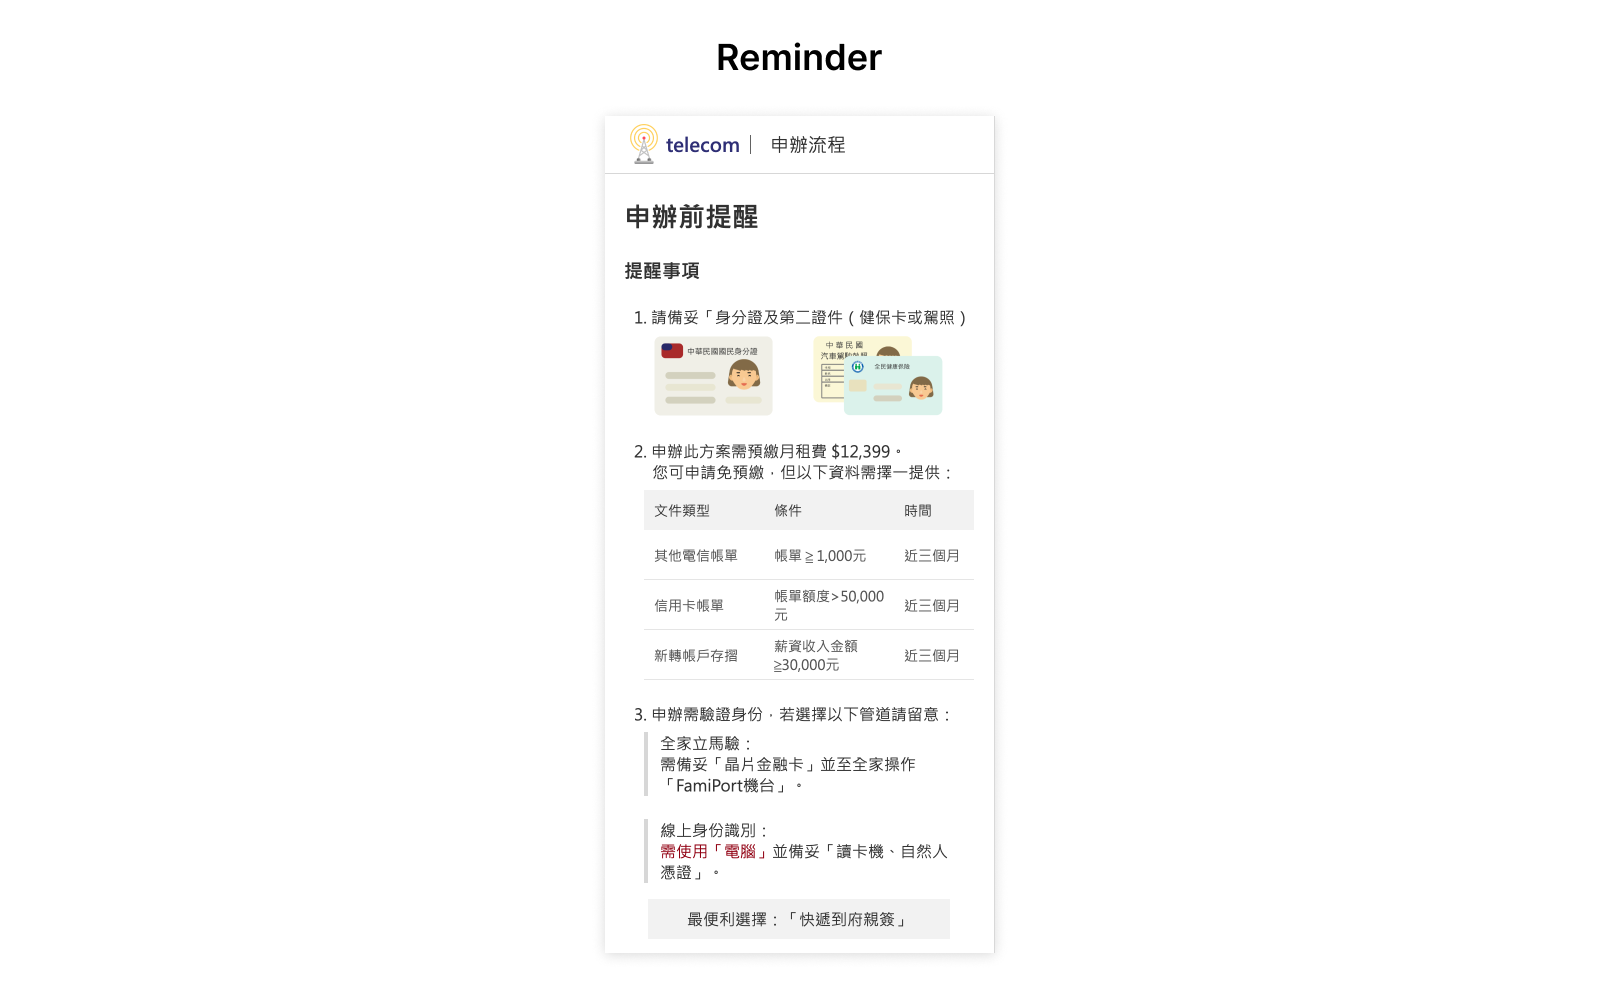 Reminder
telecom | 申辦流程
申辦前提醒
提醒事項
1. 請備妥「身分證及第二證件 ( 健保卡或駕照 )
中華民國國民身分證
中華民國
全民健康保險
2. 申辦此方案需預繳月租費 $12,399。
您可申請免預繳，但以下資料需擇一提供：
文件類型 條件 時間
其他電信帳單 帳單 ≧ 1,000元 近三個月
信用卡帳單 帳單額度>50,000
元 近三個月
新轉帳戶存摺 薪資收入金額
≧30,000元 近三個月
3. 申辦需驗證身份，若選擇以下管道請留意：
全家立馬驗：
需備妥「晶片金融卡」並至全家操作
「FamiPort機台」。
線上身份識別：
需使用「電腦」並備妥「讀卡機、自然人
憑證」。
最便利選擇：「快遞到府親簽」